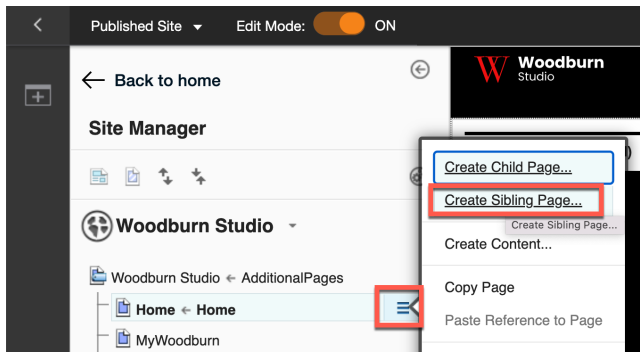 Published Site
Edit Mode:
ON
W Woodburn
Studio
← Back to home
Site Manager
Create Child Page...
Create Sibling Page...
Create Sibling Page...
Woodburn Studio
Create Content...
Woodburn Studio ← AdditionalPages
Copy Page
Home ← Home
Paste Reference to Page
MyWoodburn